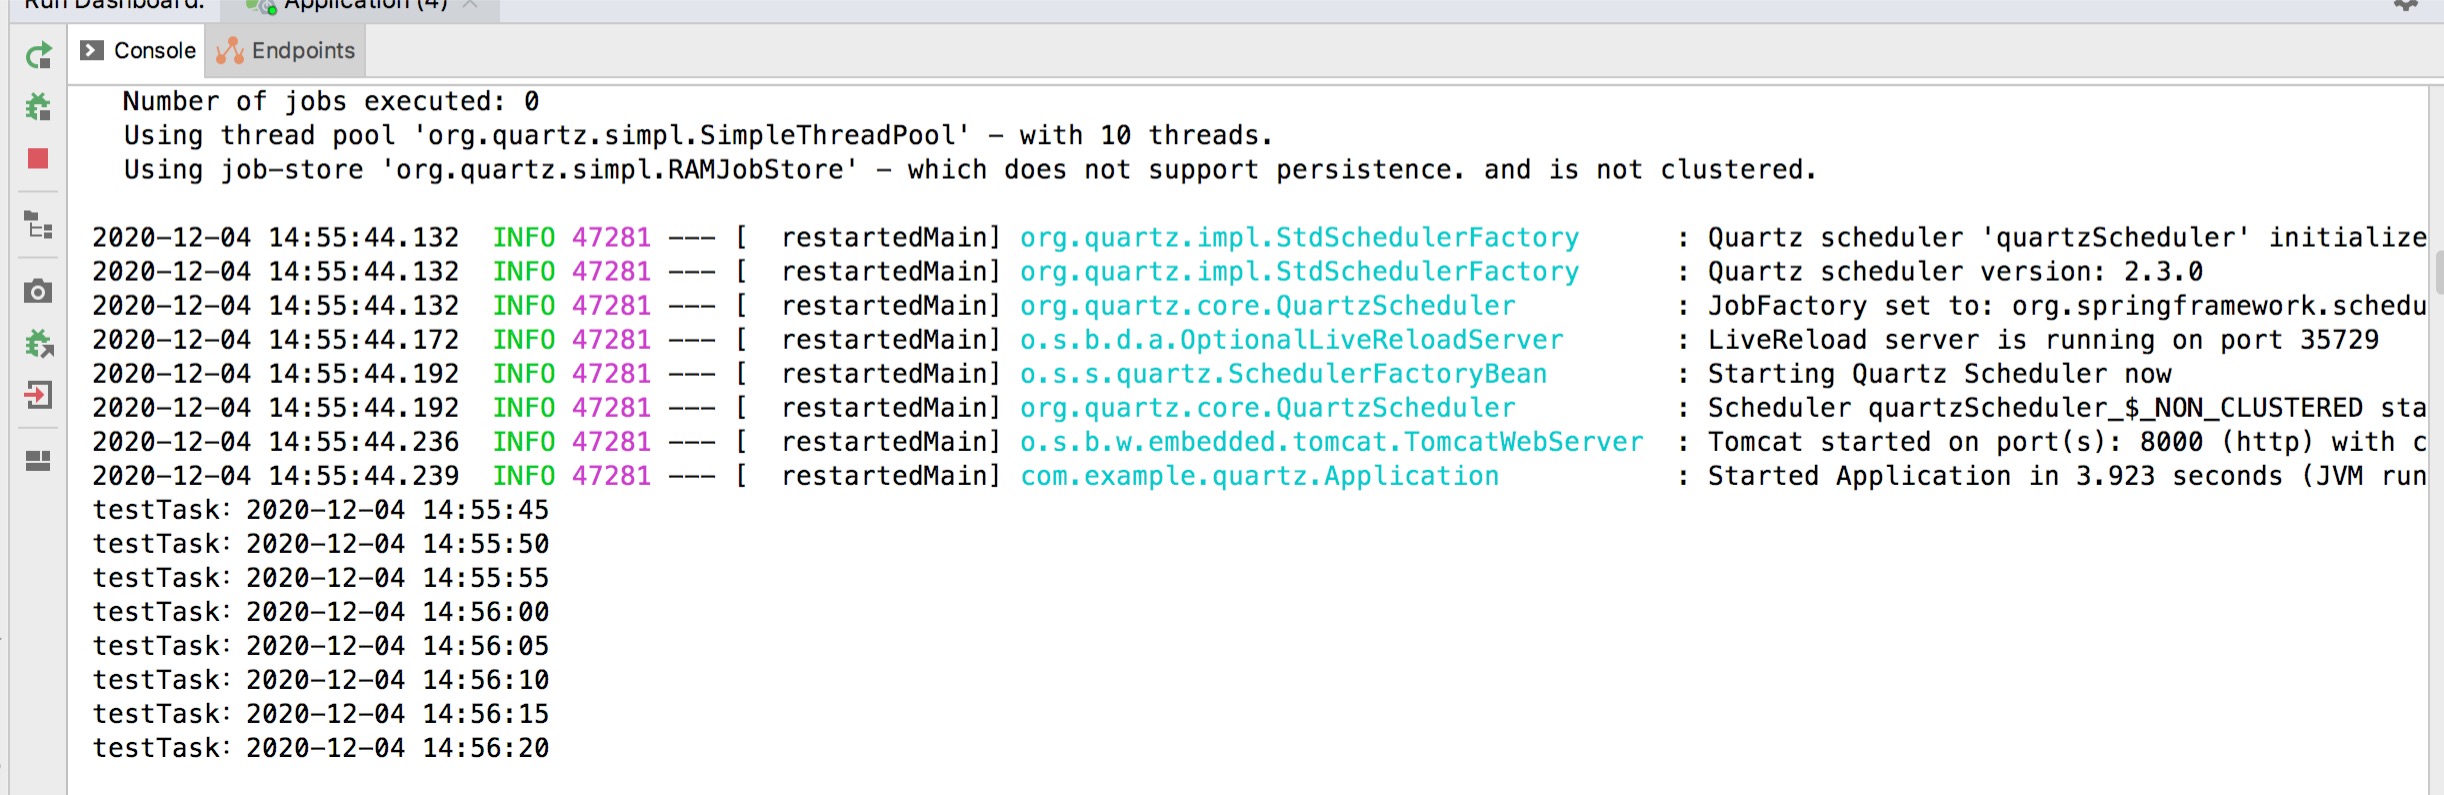 Run Dashboard: Application (4)
Console Endpoints
Number of jobs executed: 0
Using thread pool 'org.quartz.simpl.SimpleThreadPool' - with 10 threads.
Using job-store 'org.quartz.simpl.RAMJobStore' - which does not support persistence. and is not clustered.
2020-12-04 14:55:44.132 INFO 47281 --- [ restartedMain] org.quartz.impl.StdSchedulerFactory : Quartz scheduler 'quartzScheduler' initialize
2020-12-04 14:55:44.132 INFO 47281 --- [ restartedMain] org.quartz.impl.StdSchedulerFactory : Quartz scheduler version: 2.3.0
2020-12-04 14:55:44.132 INFO 47281 --- [ restartedMain] org.quartz.core.QuartzScheduler : JobFactory set to: org.springframework.schedu
2020-12-04 14:55:44.172 INFO 47281 --- [ restartedMain] o.s.b.d.a.OptionalLiveReloadServer : LiveReload server is running on port 35729
2020-12-04 14:55:44.192 INFO 47281 --- [ restartedMain] o.s.s.quartz.SchedulerFactoryBean : Starting Quartz Scheduler now
2020-12-04 14:55:44.192 INFO 47281 --- [ restartedMain] org.quartz.core.QuartzScheduler : Scheduler quartzScheduler_$_NON_CLUSTERED sta
2020-12-04 14:55:44.236 INFO 47281 --- [ restartedMain] o.s.b.w.embedded.tomcat.TomcatWebServer : Tomcat started on port(s): 8000 (http) with c
2020-12-04 14:55:44.239 INFO 47281 --- [ restartedMain] com.example.quartz.Application : Started Application in 3.923 seconds (JVM run
testTask: 2020-12-04 14:55:45
testTask: 2020-12-04 14:55:50
testTask: 2020-12-04 14:55:55
testTask: 2020-12-04 14:56:00
testTask: 2020-12-04 14:56:05
testTask: 2020-12-04 14:56:10
testTask: 2020-12-04 14:56:15
testTask: 2020-12-04 14:56:20